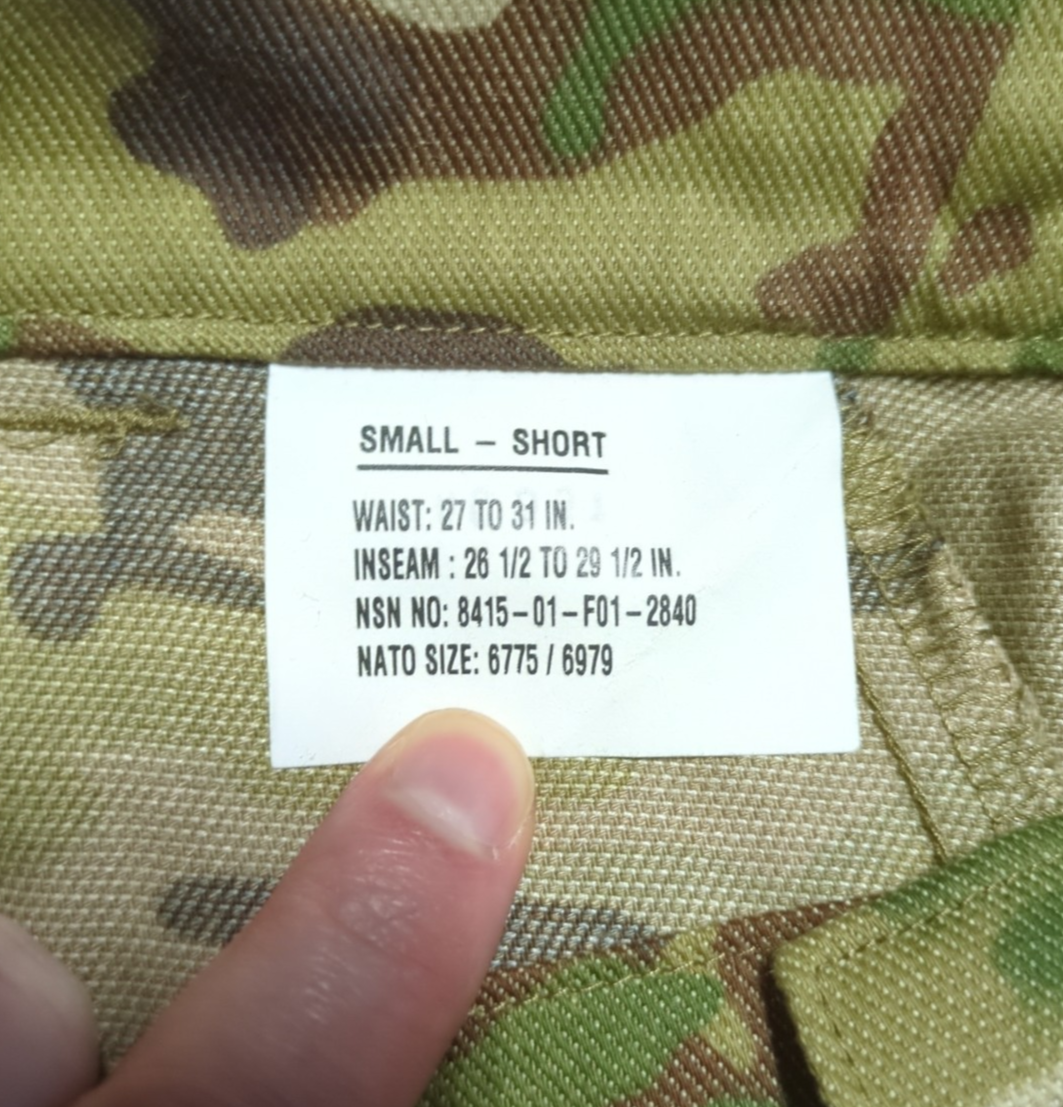 SMALL – SHORT
WAIST: 27 TO 31 IN.
INSEAM : 26 1/2 TO 29 1/2 IN.
NSN NO: 8415–01–F01–2840
NATO SIZE: 6775 / 6979